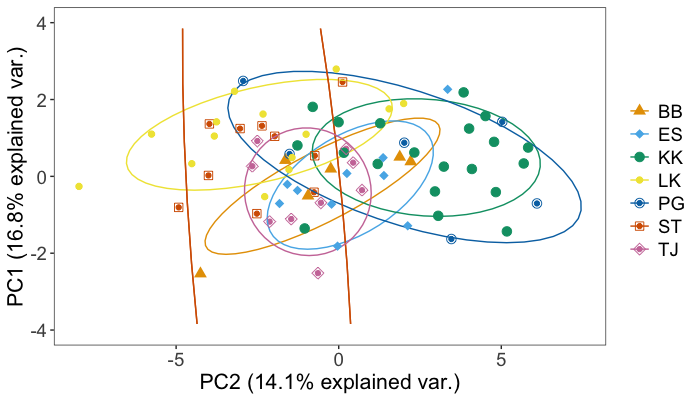 4
2
0
-2
-4
PC1 (16.8% explained var.)
-5
0
5
PC2 (14.1% explained var.)
BB
ES
KK
LK
PG
ST
TJ